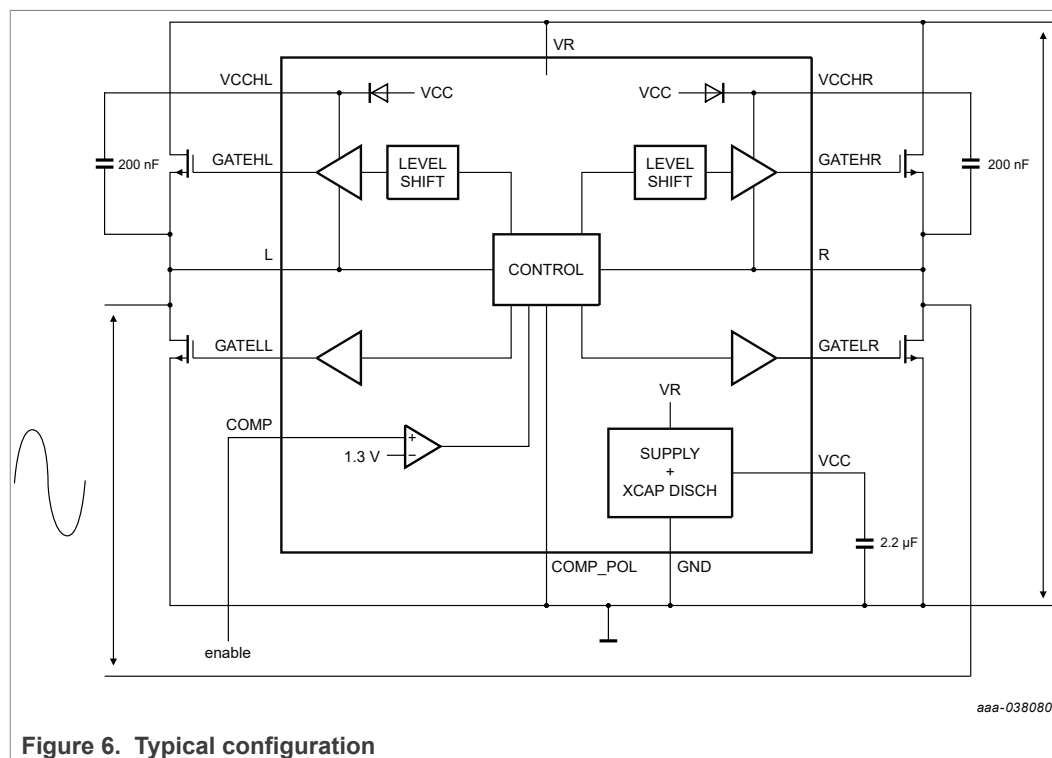 VR
VCCHL
VCC
VCC
VCCHR
200 nF
GATEHL
LEVEL
SHIFT
LEVEL
SHIFT
GATEHR
200 nF
L
CONTROL
R
GATELL
GATELR
COMP
+
1.3 V
−
VR
SUPPLY
+
XCAP DISCH
VCC
2.2 µF
COMP_POL
GND
enable
aaa-038080
Figure 6. Typical configuration